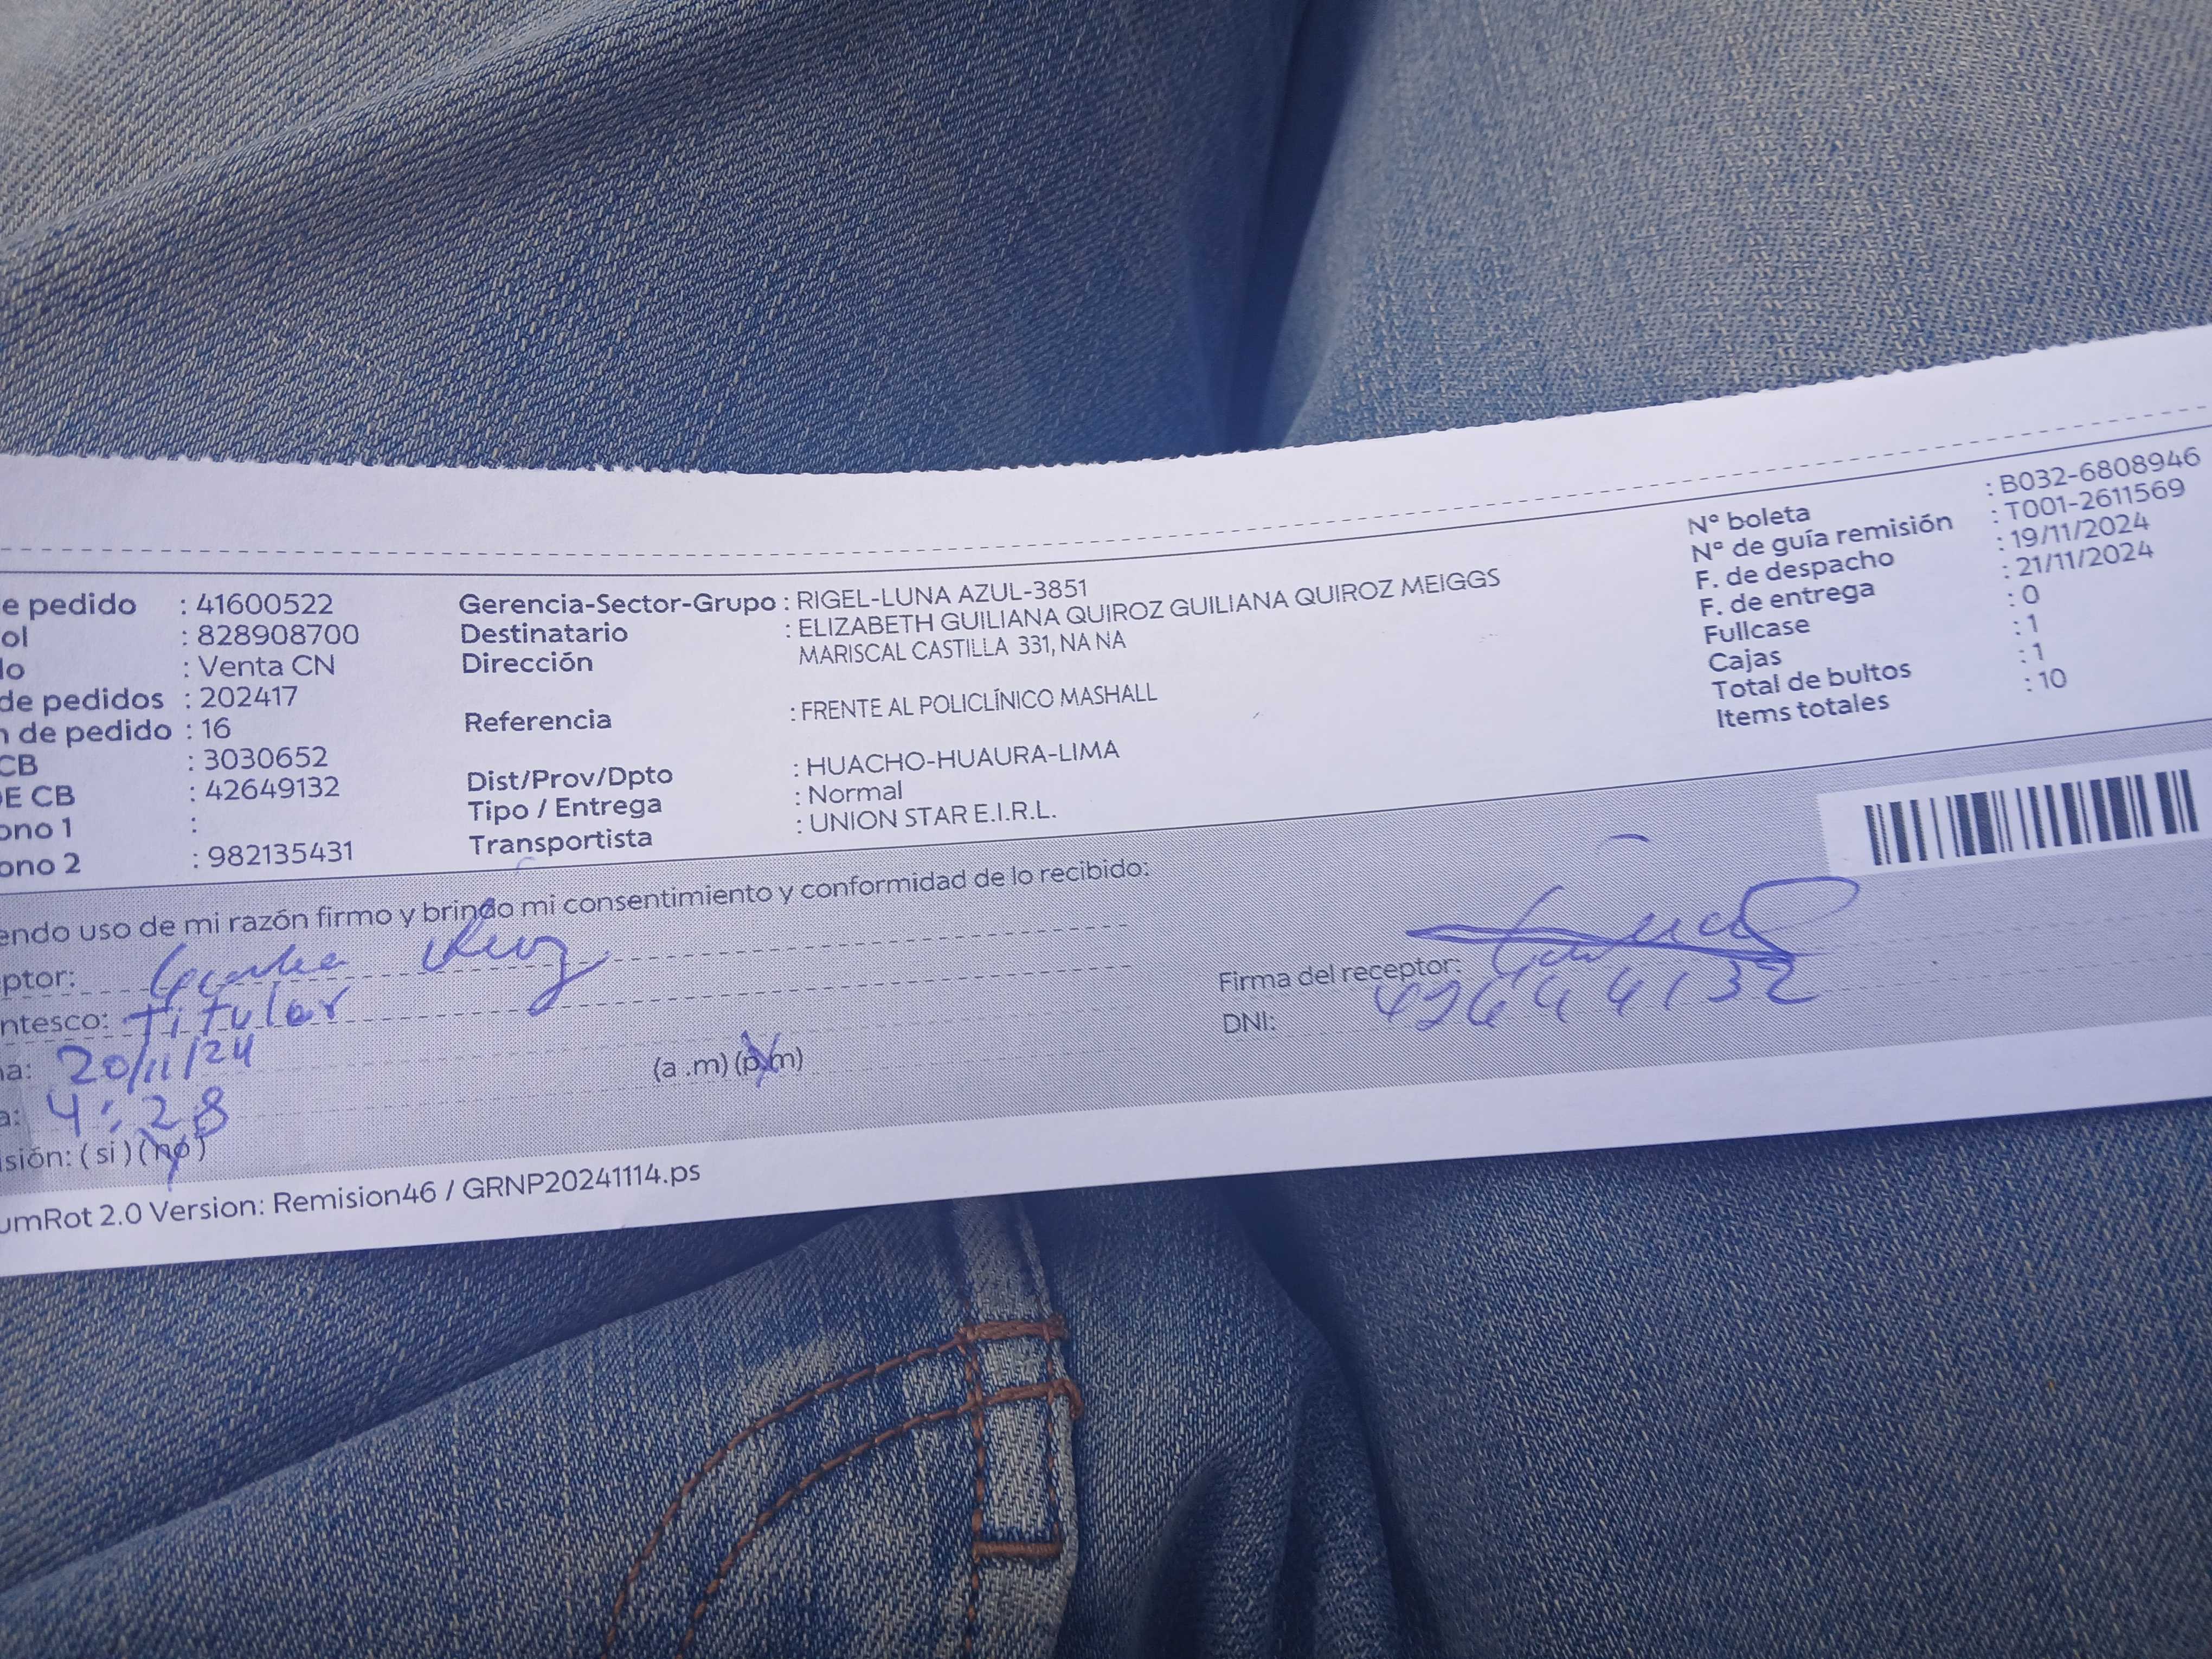 e pedido : 41600522
ol : 828908700
lo : Venta CN
de pedidos : 202417
n de pedido : 16
CB : 3030652
E CB : 42649132
ono 1 :
ono 2 : 982135431
Gerencia-Sector-Grupo : RIGEL-LUNA AZUL-3851
Destinatario : ELIZABETH GUILIANA QUIROZ GUILIANA QUIROZ MEIGGS
Dirección MARISCAL CASTILLA 331, NA NA
Referencia : FRENTE AL POLICLÍNICO MASHALL
Dist/Prov/Dpto : HUACHO-HUAURA-LIMA
Tipo / Entrega : Normal
Transportista : UNION STAR E.I.R.L.
N° boleta : B032-6808946
N° de guía remisión : T001-2611569
F. de despacho : 19/11/2024
F. de entrega : 21/11/2024
Fullcase : 0
Cajas : 1
Total de bultos : 1
Items totales : 10
endo uso de mi razón firmo y brindo mi consentimiento y conformidad de lo recibido:
ptor:
ntesco: Titular
ha: 20/11/24
a: 4:28 (a .m) (p.m)
isión: ( si ) ( no )
Firma del receptor:
DNI:
umRot 2.0 Version: Remision46 / GRNP20241114.ps